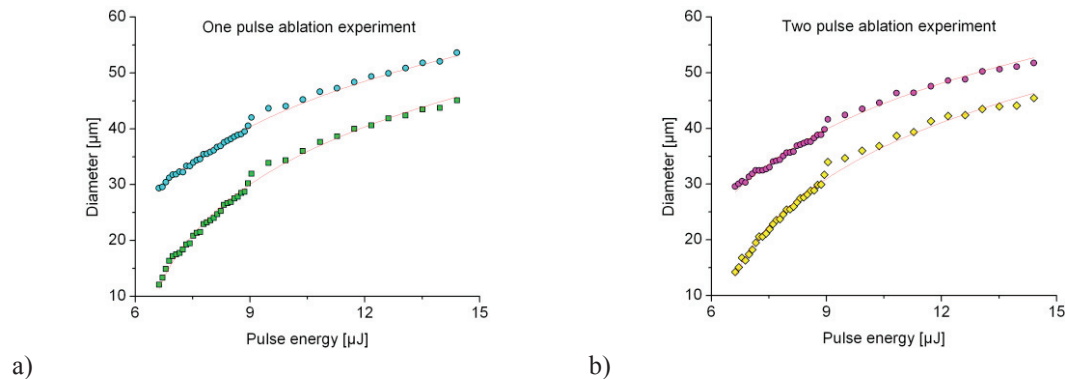 One pulse ablation experiment
60
50
40
30
20
10
Diameter [µm]
6
9
12
15
Pulse energy [µJ]
a)
Two pulse ablation experiment
60
50
40
30
20
10
Diameter [µm]
6
9
12
15
Pulse energy [µJ]
b)